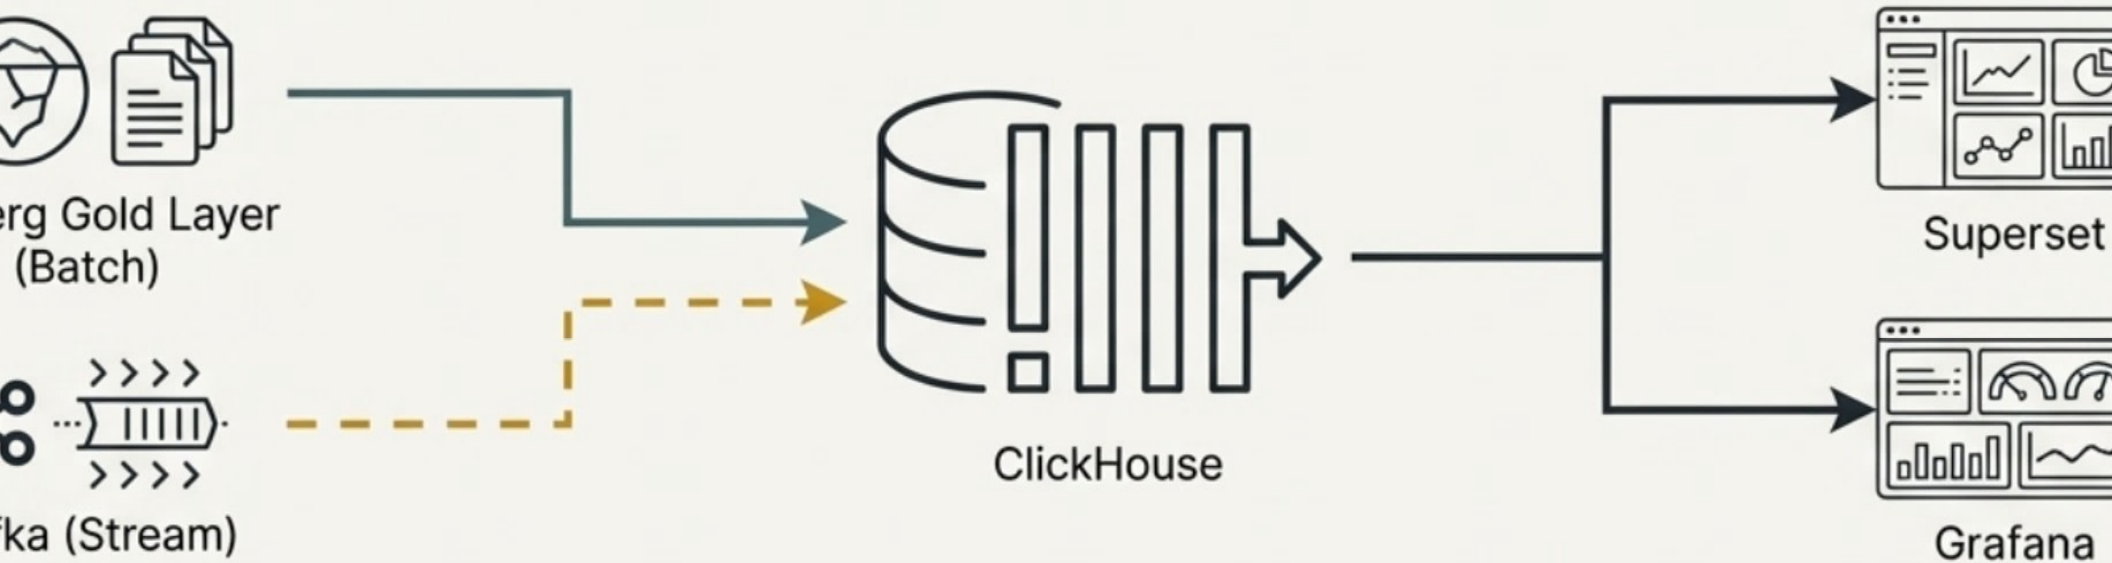 erg Gold Layer
(Batch)
fka (Stream)
ClickHouse
Superset
Grafana